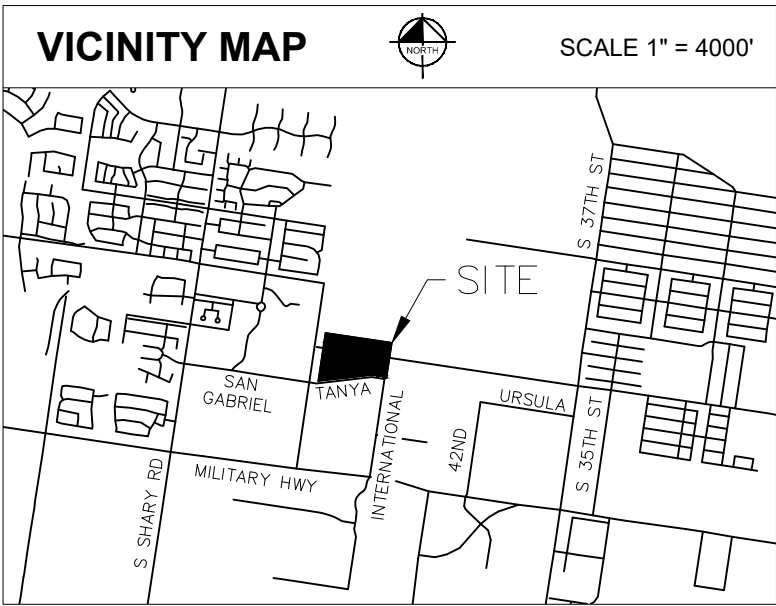 VICINITY MAP
NORTH
SCALE 1" = 4000'
S 37TH ST
SITE
SAN
GABRIEL
TANYA
URSULA
INTERNATIONAL
42ND
S 35TH ST
MILITARY HWY
S SHARY RD